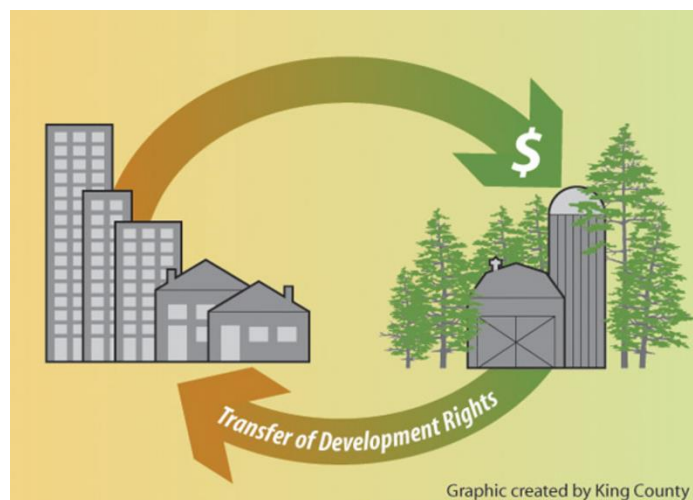 $
Transfer of Development Rights
Graphic created by King County